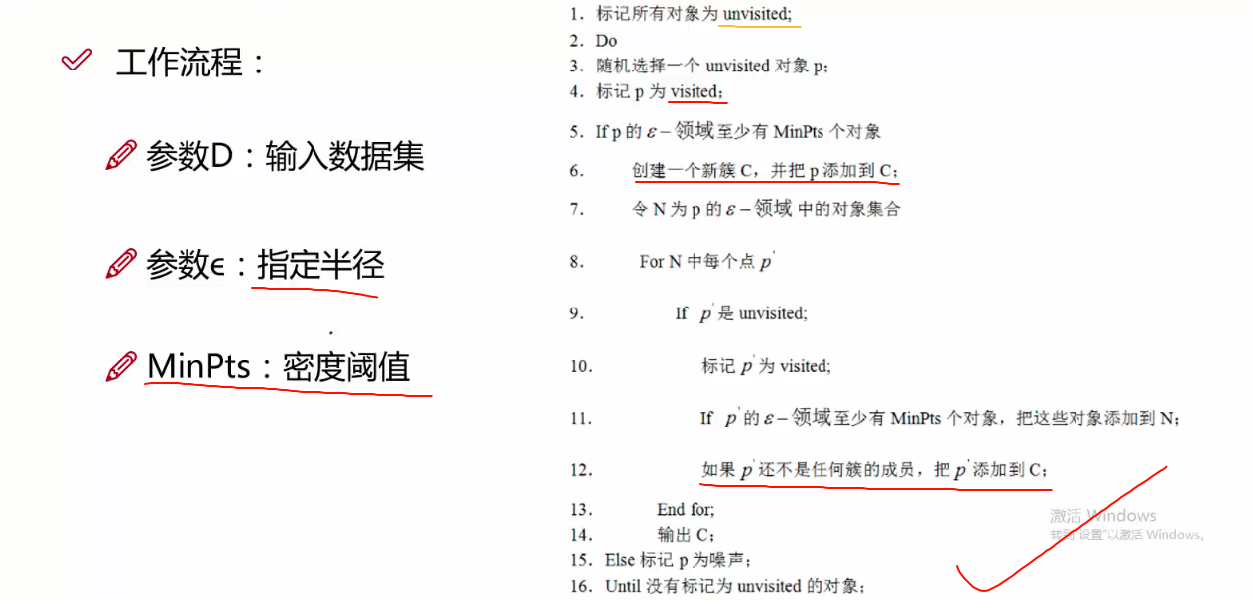 工作流程：
参数D：输入数据集
参数ϵ：指定半径
MinPts：密度阈值
1. 标记所有对象为 unvisited;
2. Do
3. 随机选择一个 unvisited 对象 p;
4. 标记 p 为 visited;
5. If p 的 ε－领域至少有 MinPts 个对象
6. 创建一个新簇 C，并把 p 添加到 C;
7. 令 N 为 p 的 ε－领域 中的对象集合
8. For N 中每个点 p'
9. If p' 是 unvisited;
10. 标记 p' 为 visited;
11. If p' 的 ε－领域至少有 MinPts 个对象，把这些对象添加到 N;
12. 如果 p' 还不是任何簇的成员，把 p' 添加到 C;
13. End for;
14. 输出 C;
15. Else 标记 p 为噪声;
16. Until 没有标记为 unvisited 的对象;
激活 Windows
转到"设置"以激活 Windows。